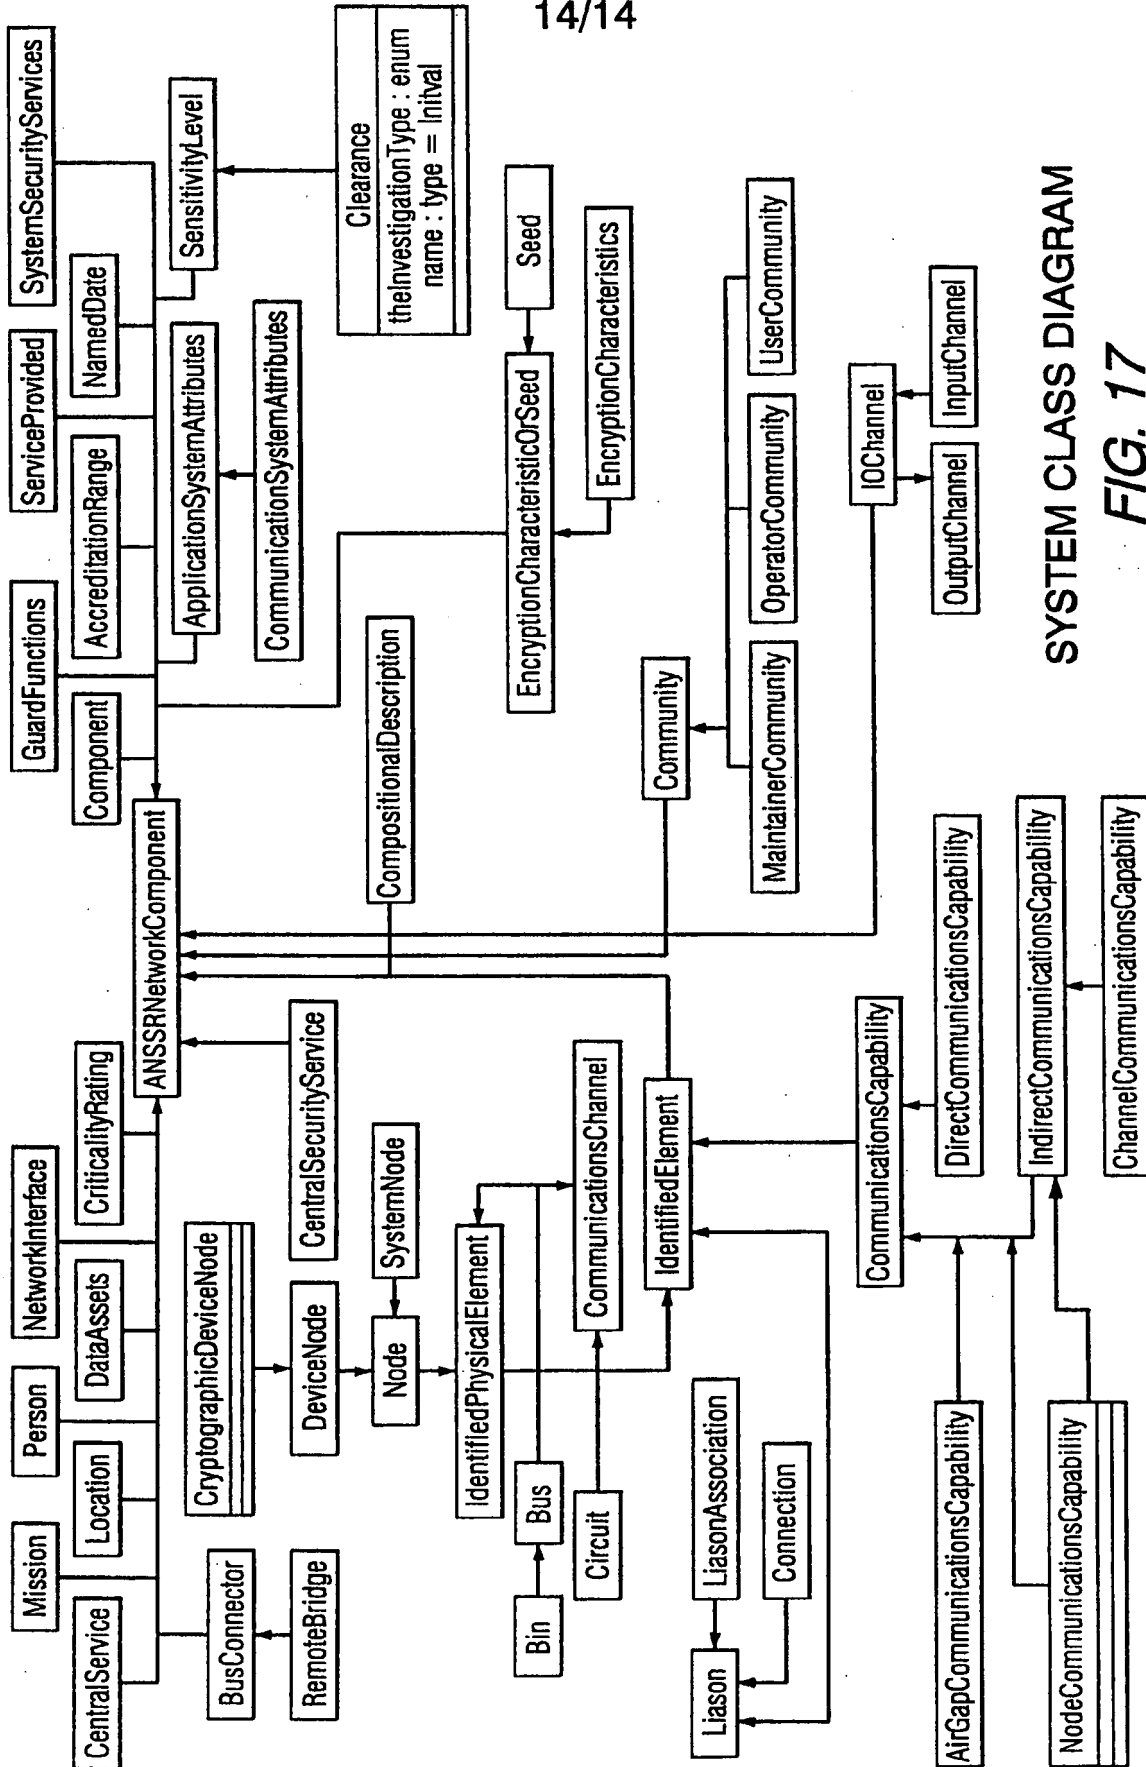 14/14
CentralService
Mission
Location
Person
DataAssets
NetworkInterface
CriticalityRating
ANSSRNetworkComponent
Component
GuardFunctions
AccreditationRange
ServiceProvided
NamedDate
SystemSecurityServices
BusConnector
RemoteBridge
CryptographicDeviceNode
DeviceNode
Node
SystemNode
CentralSecurityService
ApplicationSystemAttributes
CommunicationSystemAttributes
SensitivityLevel
Clearance
theInvestigationType : enum
name : type = Initval
CompositionalDescription
IdentifiedPhysicalElement
Bin
Bus
Circuit
CommunicationsChannel
EncryptionCharacteristicOrSeed
Seed
EncryptionCharacteristics
IdentifiedElement
Community
MaintainerCommunity
OperatorCommunity
UserCommunity
Liason
LiasonAssociation
Connection
CommunicationsCapability
DirectCommunicationsCapability
IOChannel
OutputChannel
InputChannel
AirGapCommunicationsCapability
IndirectCommunicationsCapability
NodeCommunicationsCapability
ChannelCommunicationsCapability
SYSTEM CLASS DIAGRAM
FIG. 17